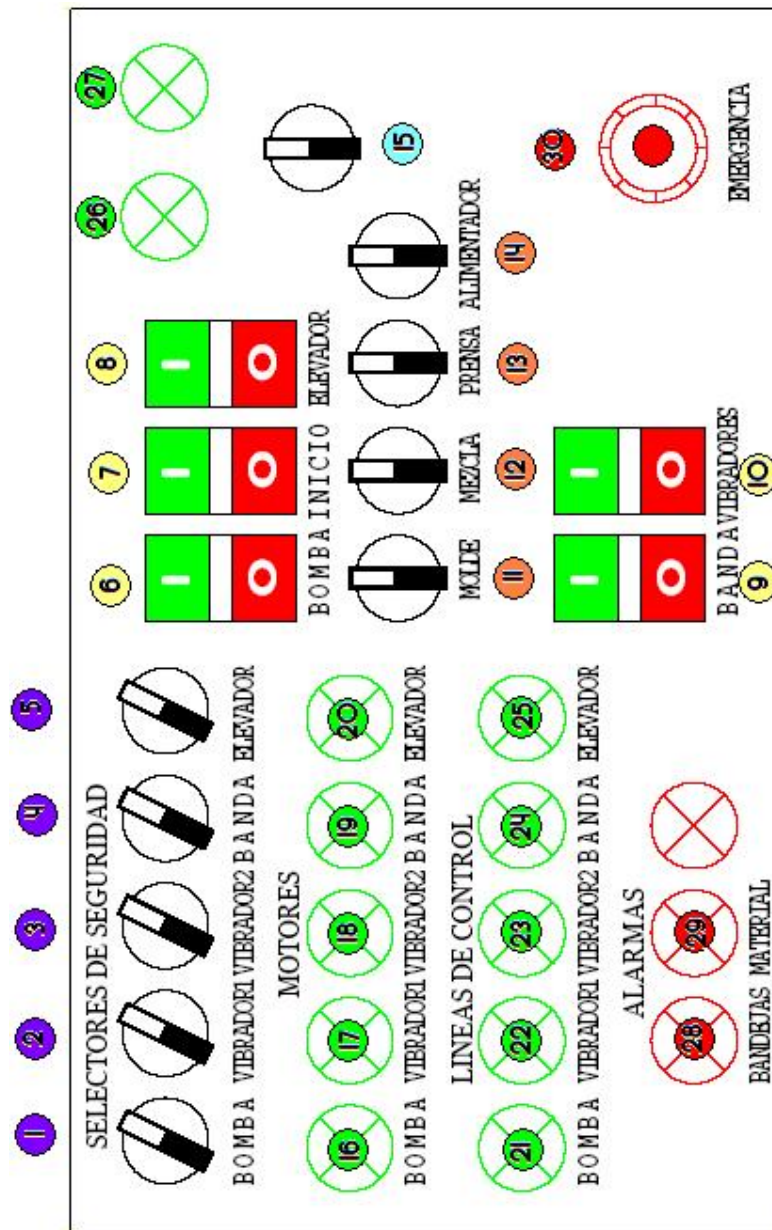 1 2 3 4 5
SELECTORES DE SEGURIDAD
BOMBA VIBRADOR1 VIBRADOR2 BANDA ELEVADOR
MOTORES
16 17 18 19 20
BOMBA VIBRADOR1 VIBRADOR2 BANDA ELEVADOR
LINEAS DE CONTROL
21 22 23 24 25
BOMBA VIBRADOR1 VIBRADOR2 BANDA ELEVADOR
ALARMAS
28 29
BANDEJAS MATERIAL
6 7 8
I I I
O O O
BOMBA INICIO ELEVADOR
MOLDE MEZCLA PRENSA ALIMENTADOR
11 12 13 14
I I
O O
BANDA VIBRADORES
9 10
26 27
15
30
EMERGENCIA